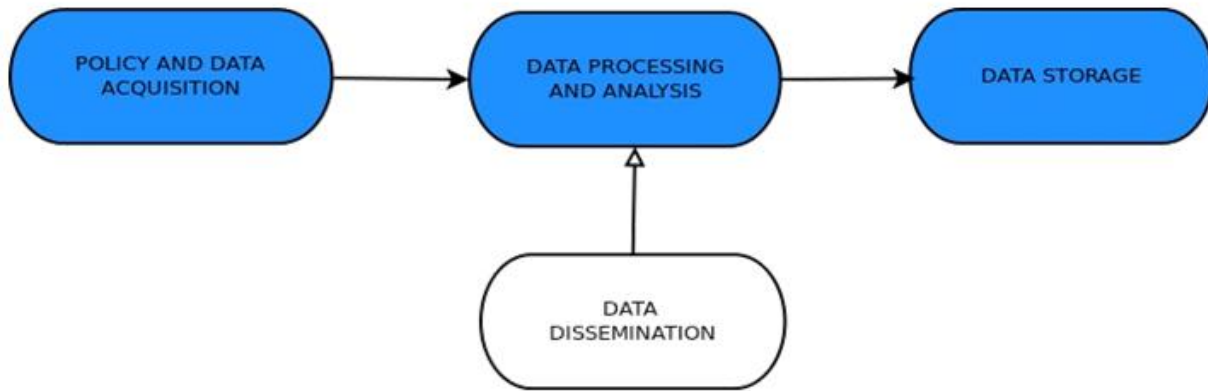 POLICY AND DATA
ACQUISITION
DATA PROCESSING
AND ANALYSIS
DATA STORAGE
DATA
DISSEMINATION